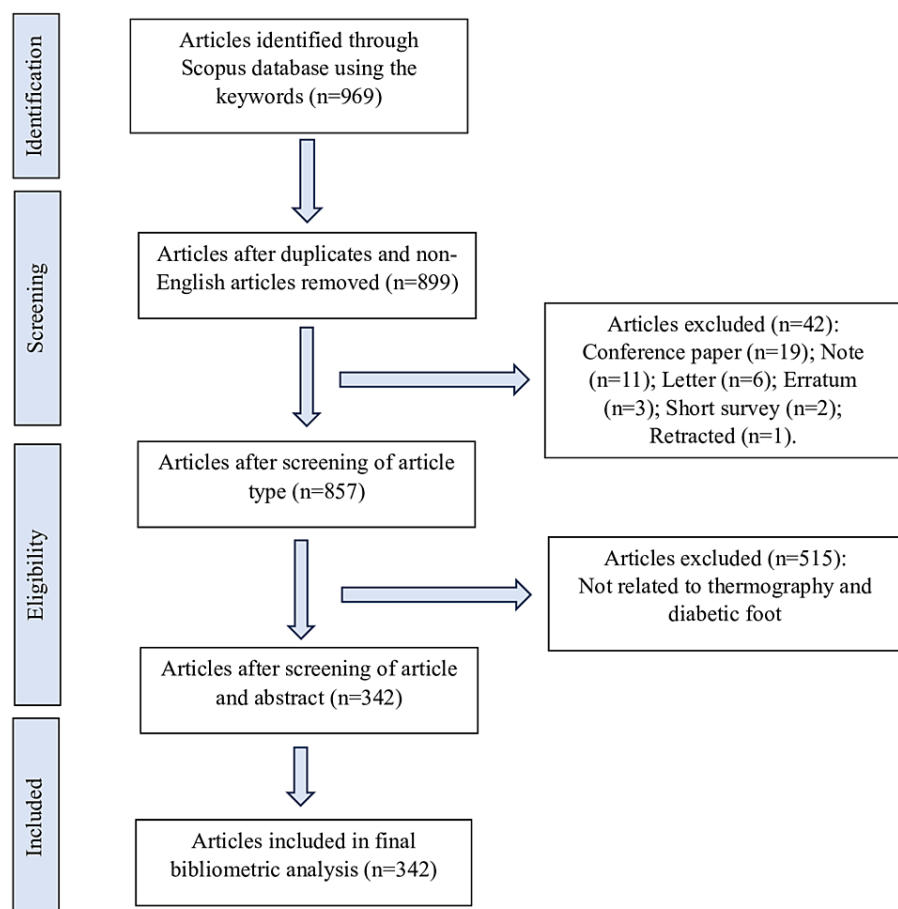 Identification
Articles identified through
Scopus database using the
keywords (n=969)
Screening
Articles after duplicates and non-
English articles removed (n=899)
Articles excluded (n=42):
Conference paper (n=19); Note
(n=11); Letter (n=6); Erratum
(n=3); Short survey (n=2);
Retracted (n=1).
Eligibility
Articles after screening of article
type (n=857)
Articles excluded (n=515):
Not related to thermography and
diabetic foot
Articles after screening of article
and abstract (n=342)
Included
Articles included in final
bibliometric analysis (n=342)